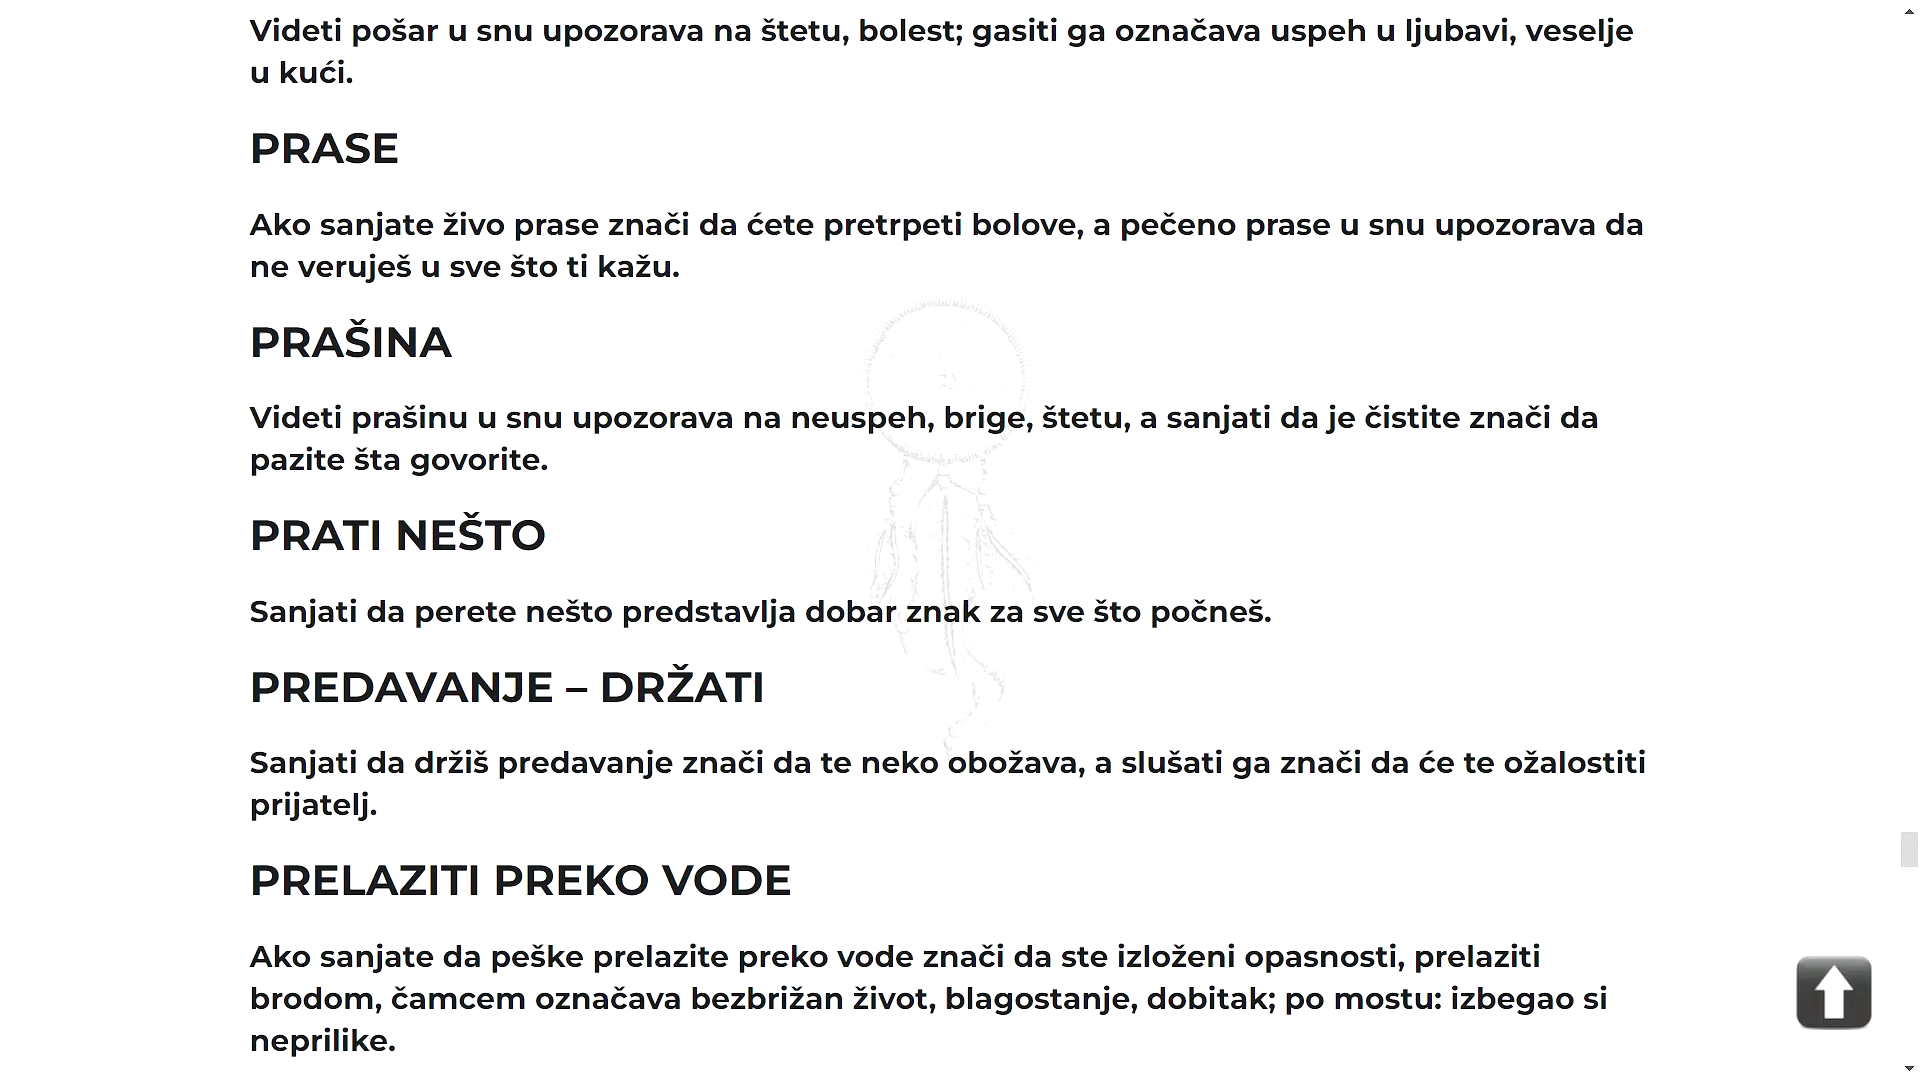 Videti pošar u snu upozorava na štetu, bolest; gasiti ga označava uspeh u ljubavi, veselje
u kući.
PRASE
Ako sanjate živo prase znači da ćete pretrpeti bolove, a pečeno prase u snu upozorava da
ne veruješ u sve što ti kažu.
PRAŠINA
Videti prašinu u snu upozorava na neuspeh, brige, štetu, a sanjati da je čistite znači da
pazite šta govorite.
PRATI NEŠTO
Sanjati da perete nešto predstavlja dobar znak za sve što počneš.
PREDAVANJE – DRŽATI
Sanjati da držiš predavanje znači da te neko obožava, a slušati ga znači da će te ožalostiti
prijatelj.
PRELAZITI PREKO VODE
Ako sanjate da peške prelazite preko vode znači da ste izloženi opasnosti, prelaziti
brodom, čamcem označava bezbrižan život, blagostanje, dobitak; po mostu: izbegao si
neprilike.